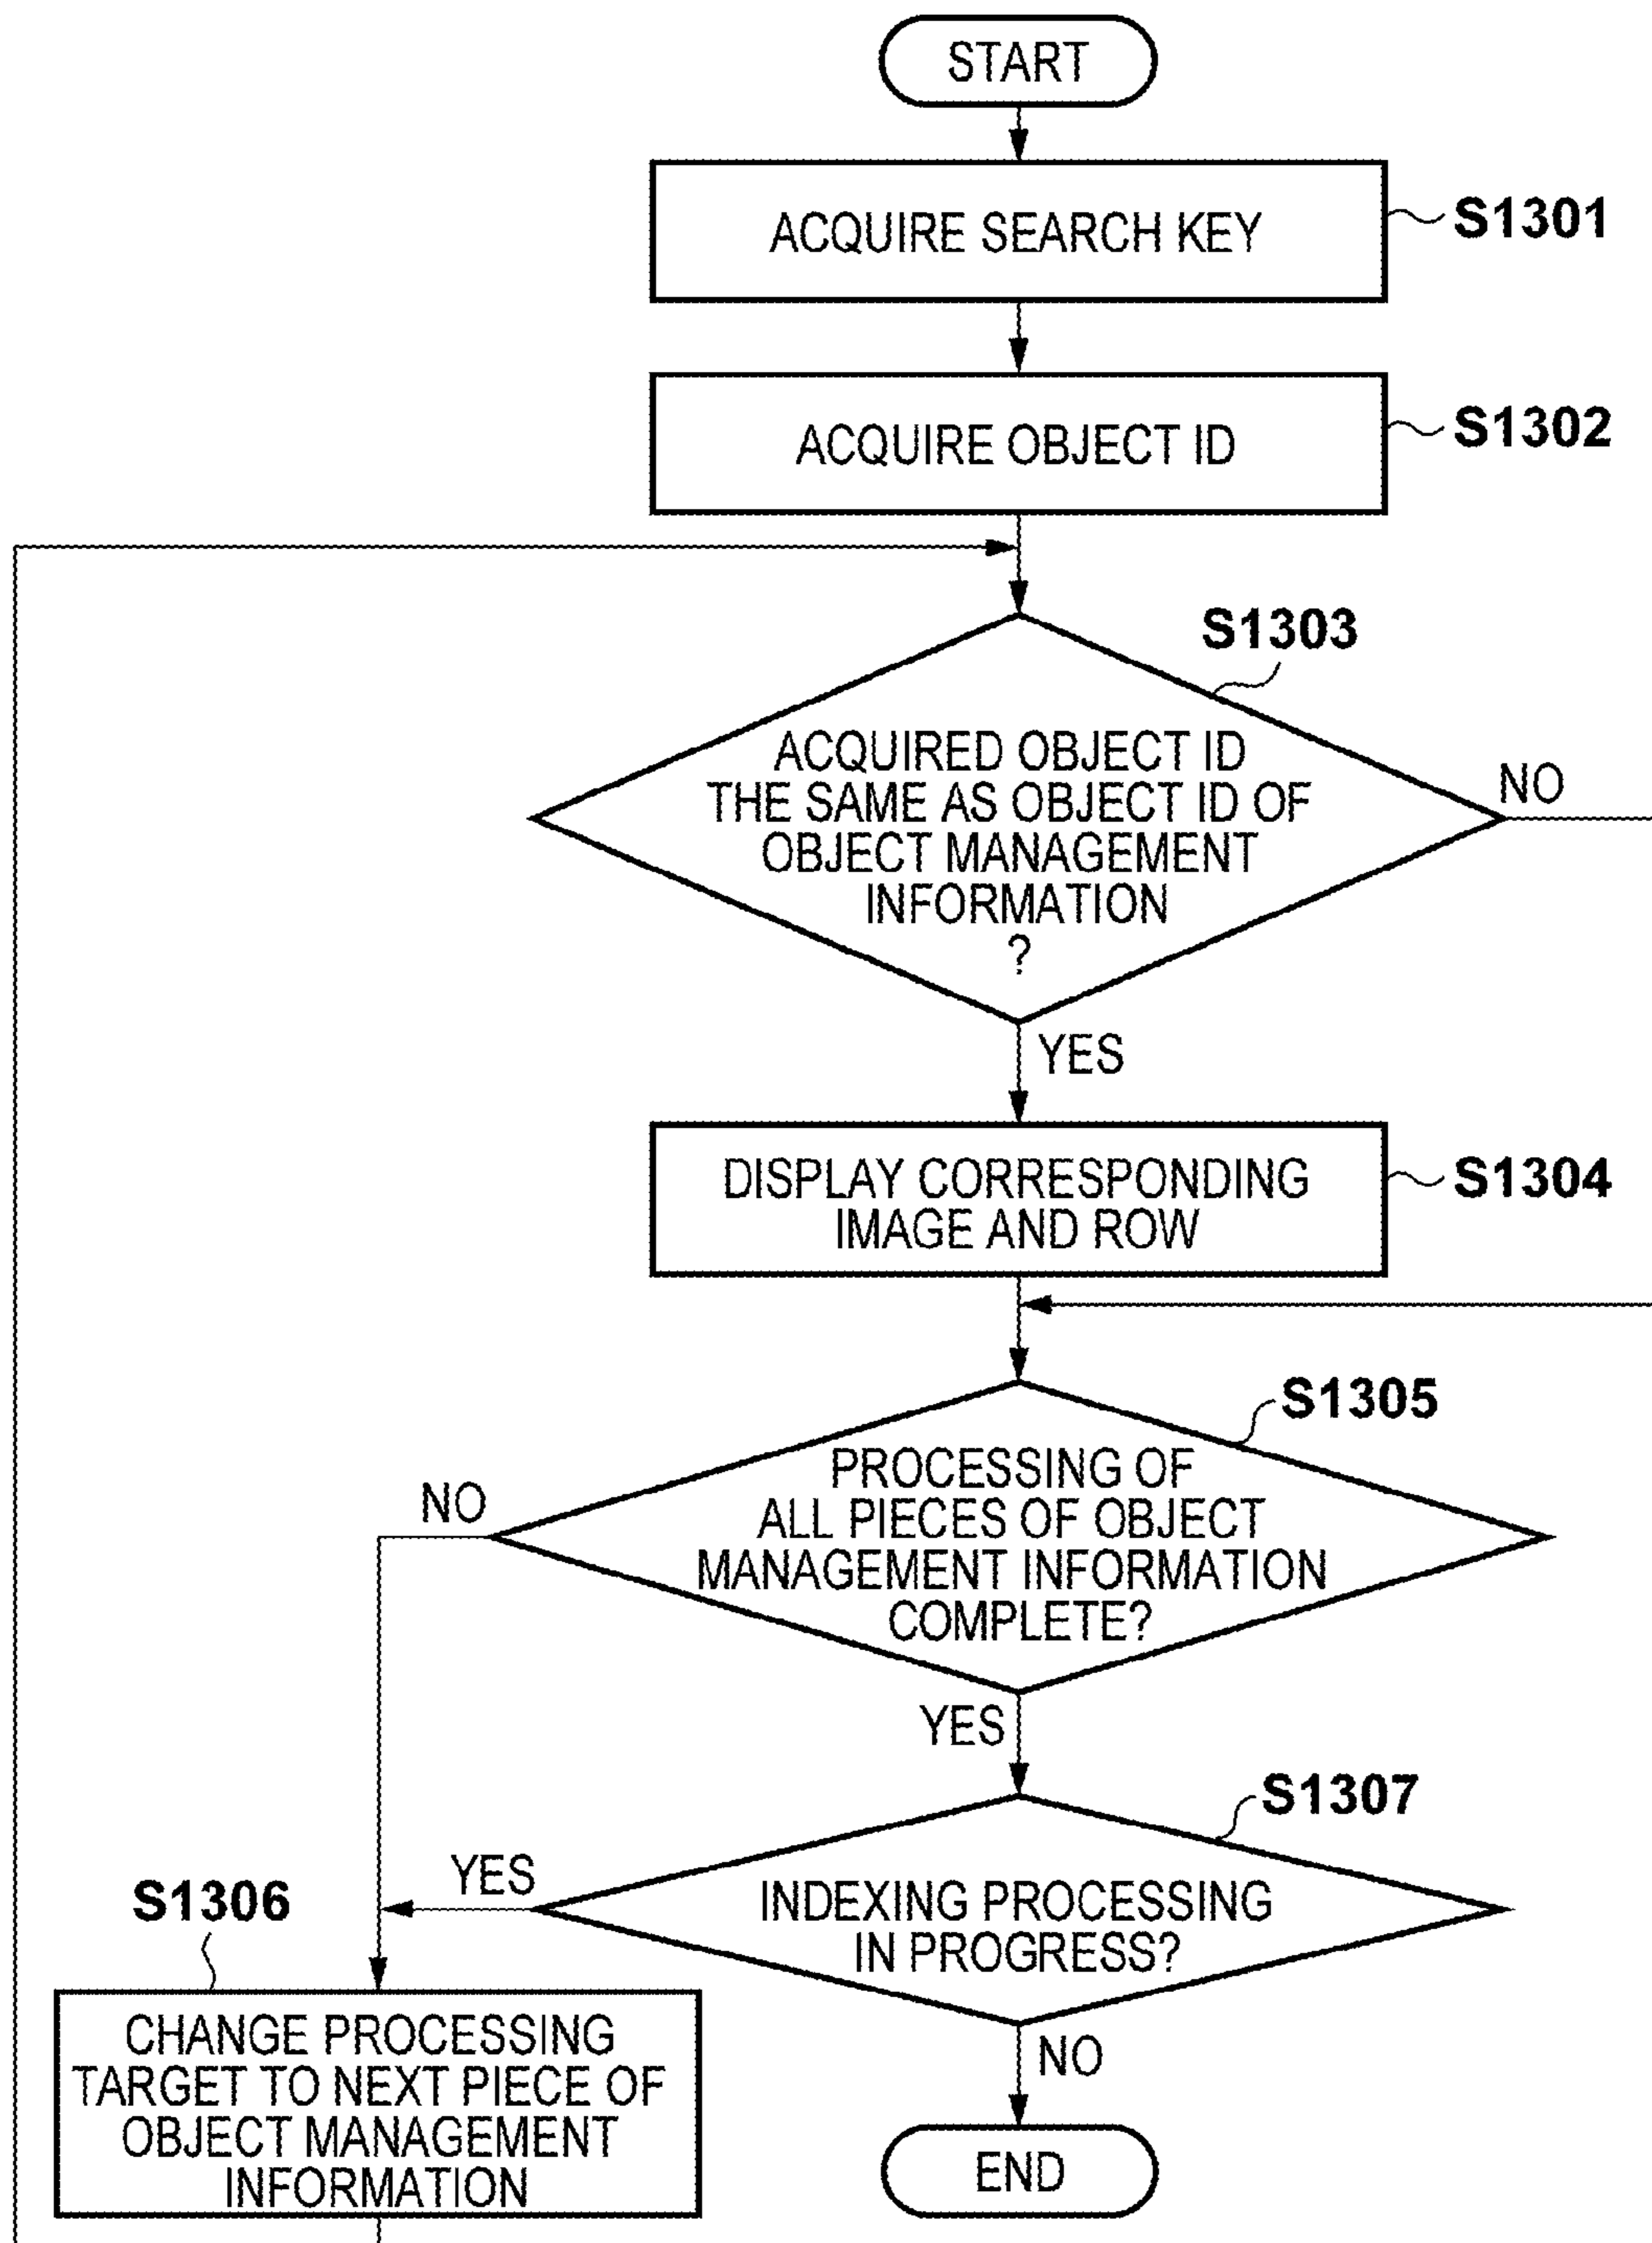 START
ACQUIRE SEARCH KEY
S1301
ACQUIRE OBJECT ID
S1302
S1303
ACQUIRED OBJECT ID
THE SAME AS OBJECT ID OF
OBJECT MANAGEMENT
INFORMATION
?
NO
YES
DISPLAY CORRESPONDING
IMAGE AND ROW
S1304
S1305
PROCESSING OF
ALL PIECES OF OBJECT
MANAGEMENT INFORMATION
COMPLETE?
NO
YES
S1307
INDEXING PROCESSING
IN PROGRESS?
YES
NO
S1306
CHANGE PROCESSING
TARGET TO NEXT PIECE OF
OBJECT MANAGEMENT
INFORMATION
END